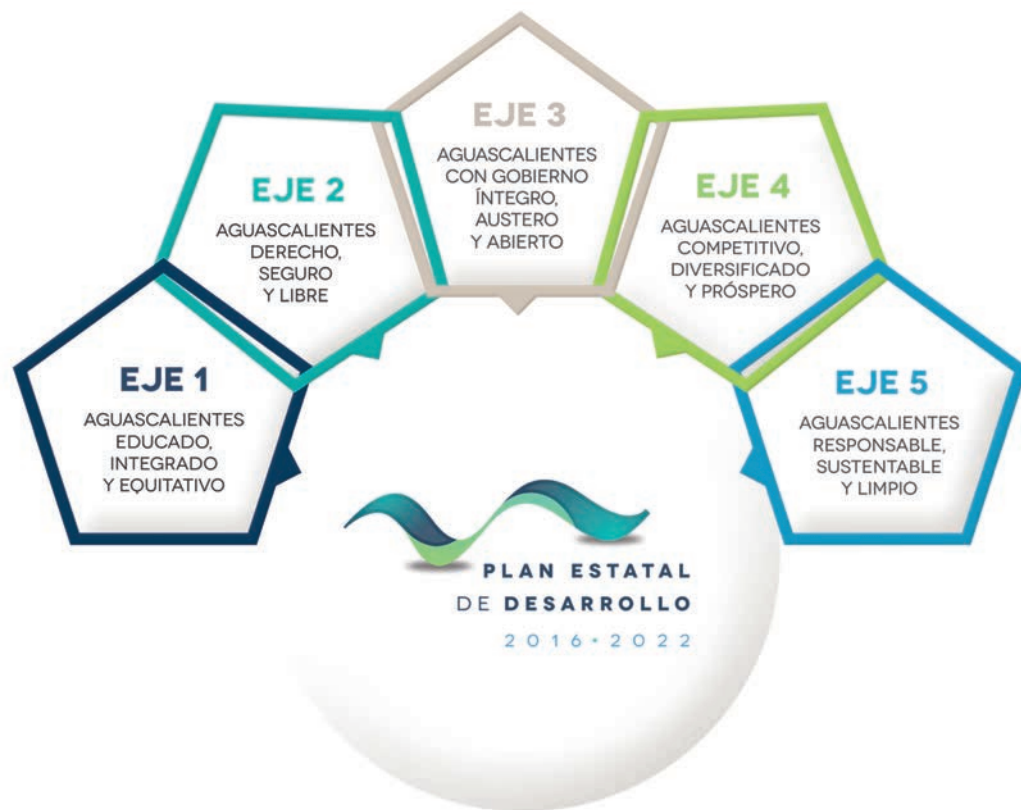 EJE 1
AGUASCALIENTES
EDUCADO,
INTEGRADO
Y EQUITATIVO
EJE 2
AGUASCALIENTES
DERECHO,
SEGURO
Y LIBRE
EJE 3
AGUASCALIENTES
CON GOBIERNO
ÍNTEGRO,
AUSTERO
Y ABIERTO
EJE 4
AGUASCALIENTES
COMPETITIVO,
DIVERSIFICADO
Y PRÓSPERO
EJE 5
AGUASCALIENTES
RESPONSABLE,
SUSTENTABLE
Y LIMPIO
PLAN ESTATAL
DE DESARROLLO
2016·2022